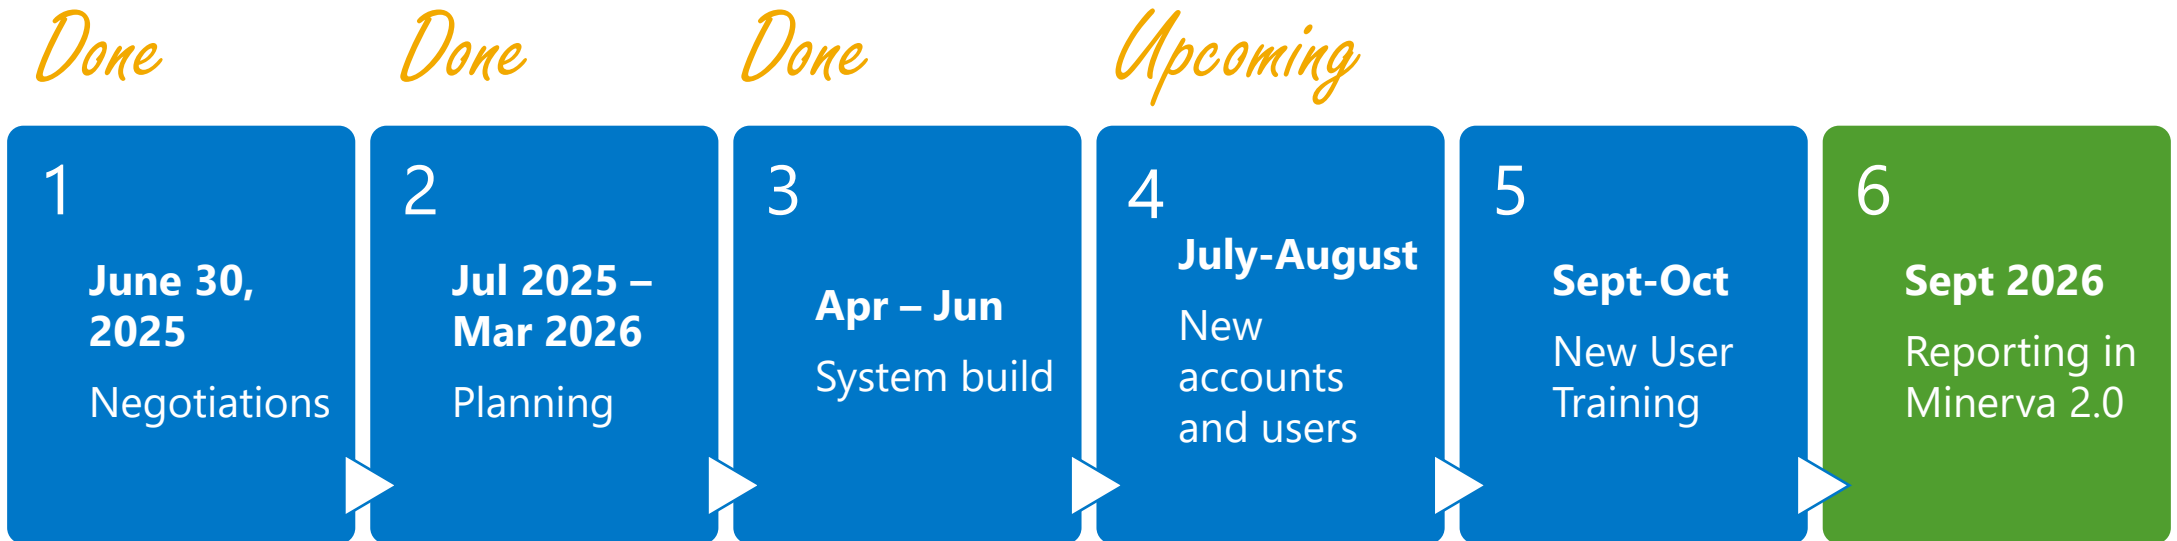 Done
Done
Done
Upcoming
1
June 30,
2025
Negotiations
2
Jul 2025 –
Mar 2026
Planning
3
Apr – Jun
System build
4
July-August
New
accounts
and users
5
Sept-Oct
New User
Training
6
Sept 2026
Reporting in
Minerva 2.0